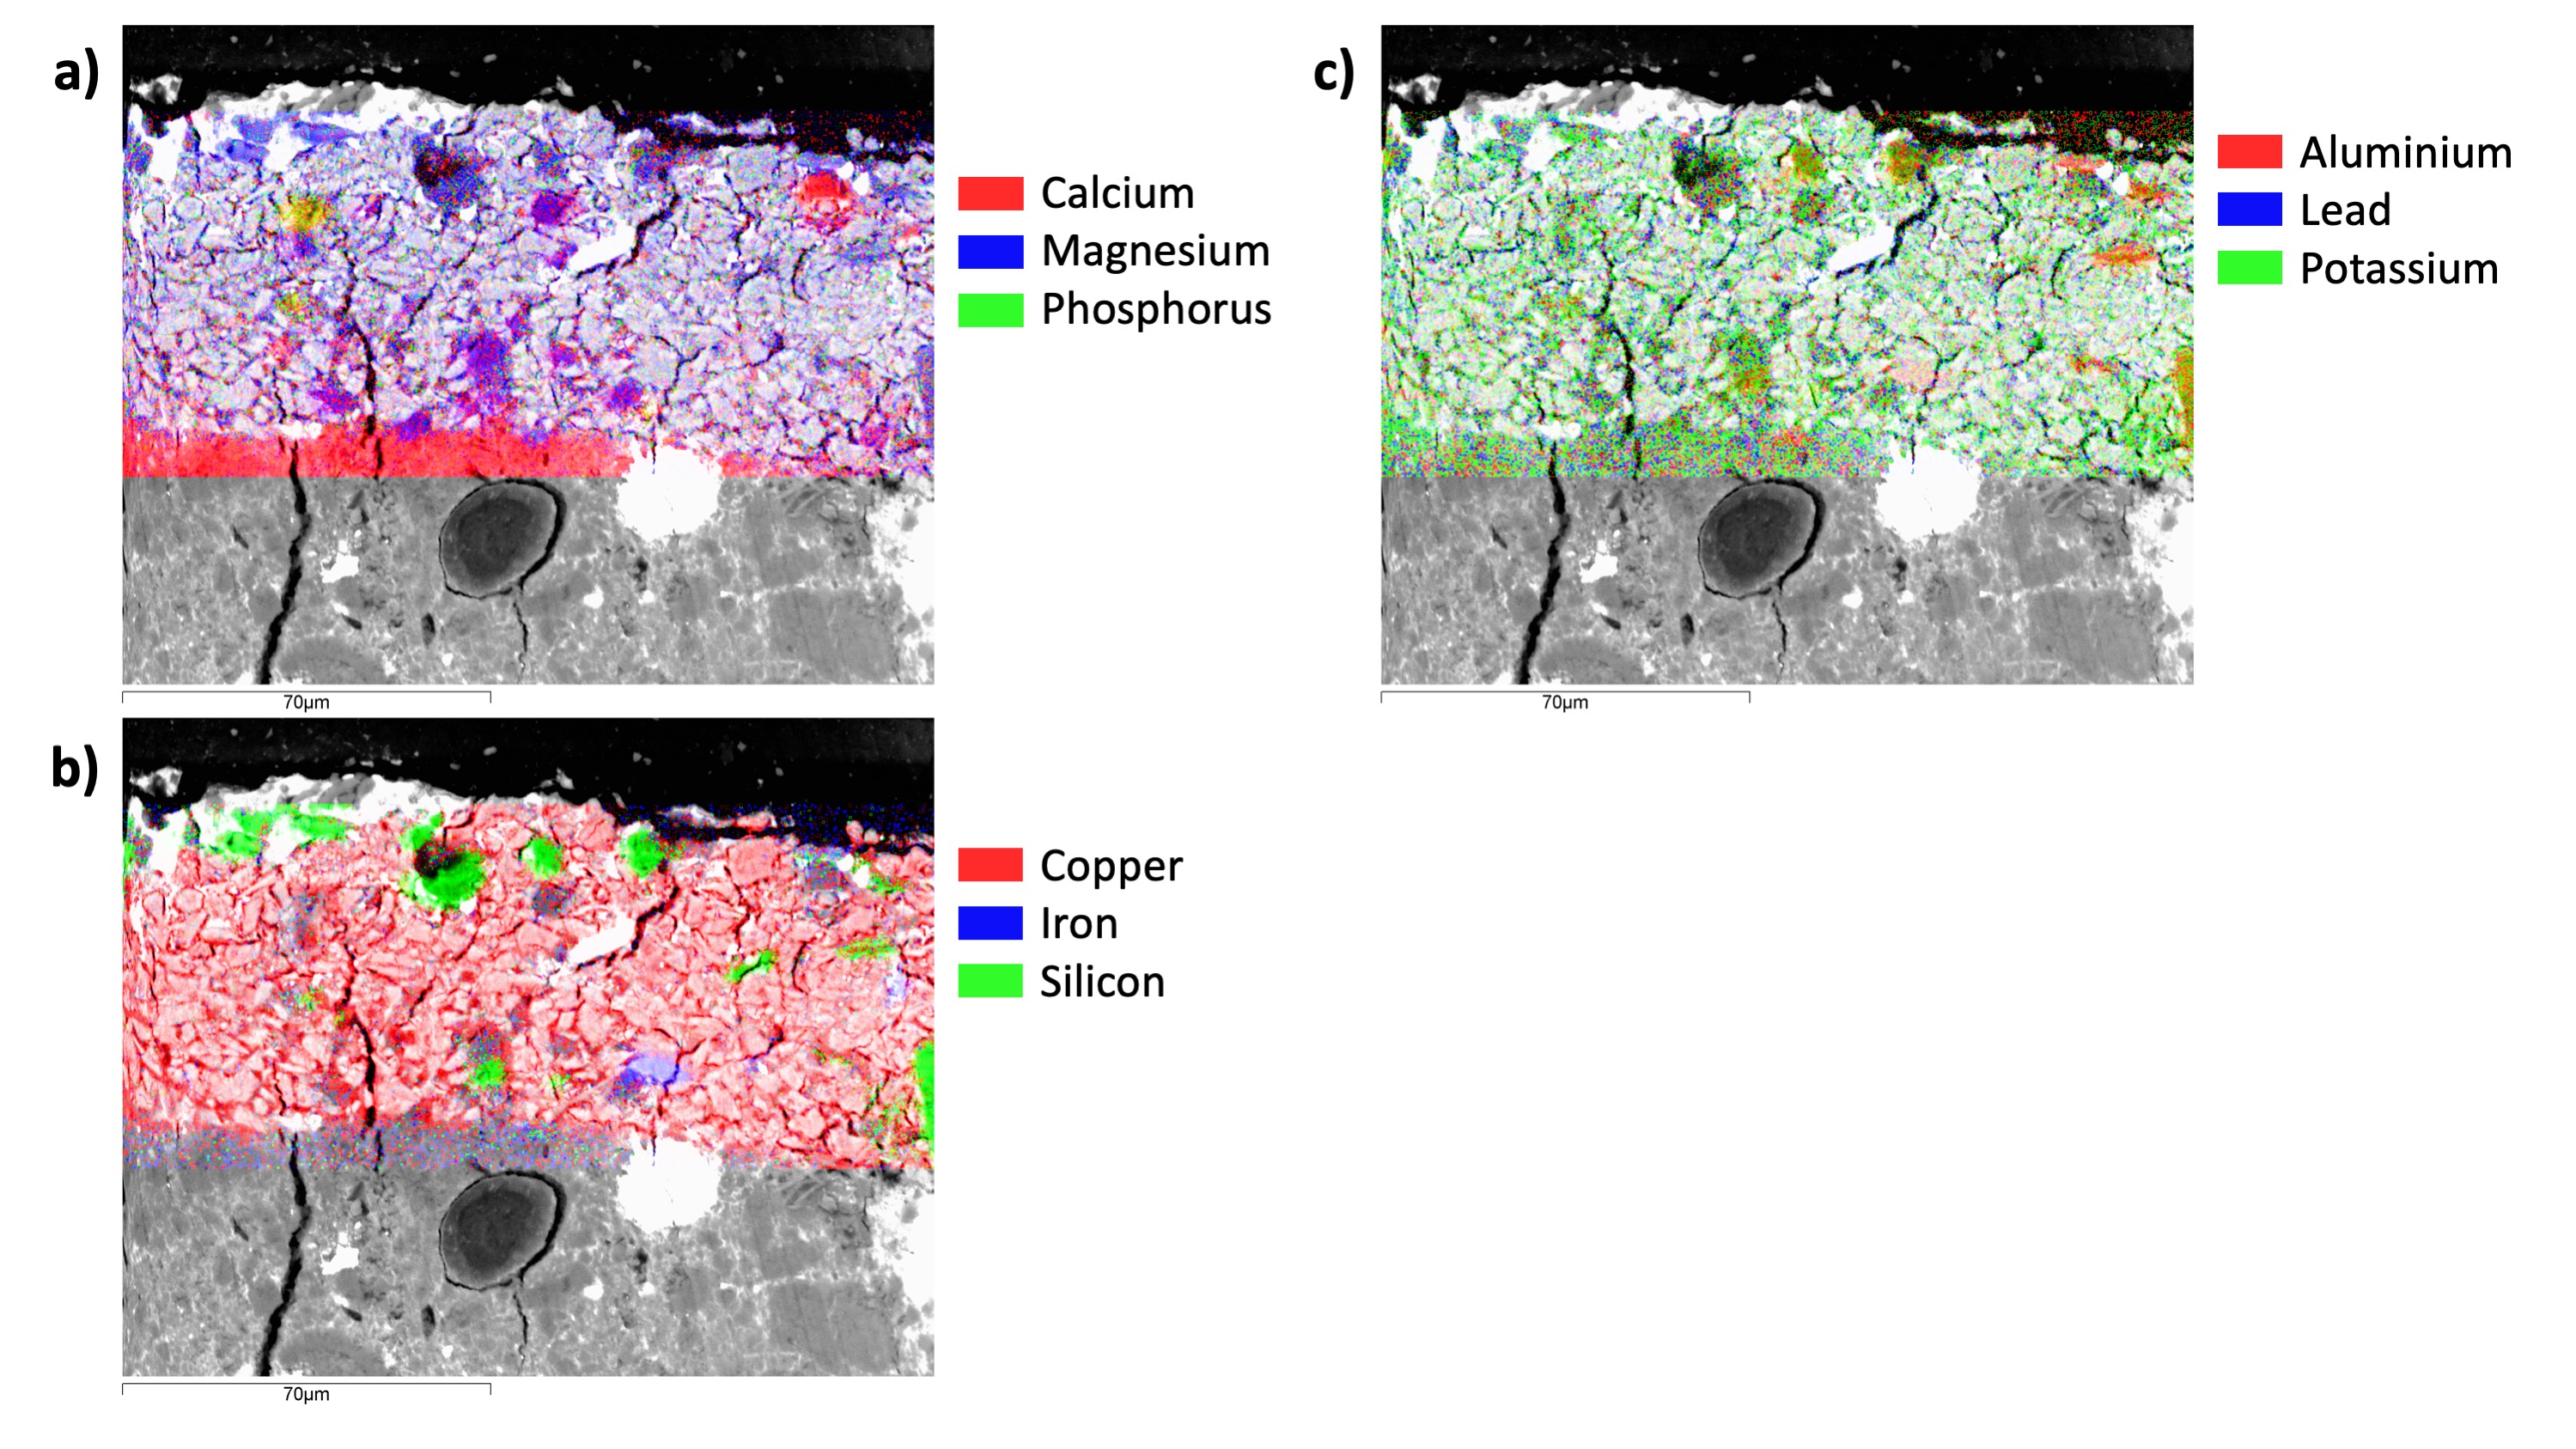 a)
Calcium
Magnesium
Phosphorus
70µm
b)
Copper
Iron
Silicon
70µm
c)
Aluminium
Lead
Potassium
70µm